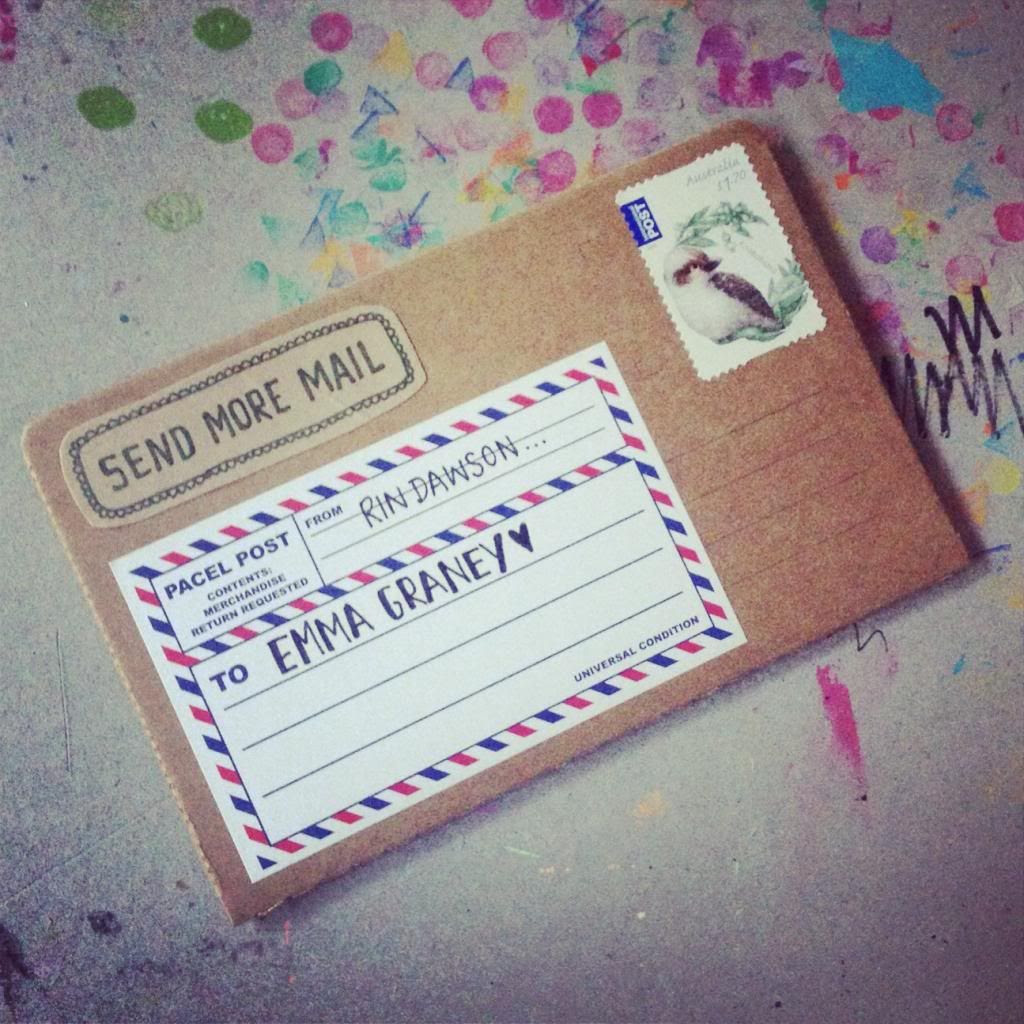 Australia
$1.70
POST
SEND MORE MAIL
PACEL POST
CONTENTS:
MERCHANDISE
RETURN REQUESTED
FROM RIN DAWSON...
TO EMMA GRANEY♥
UNIVERSAL CONDITION